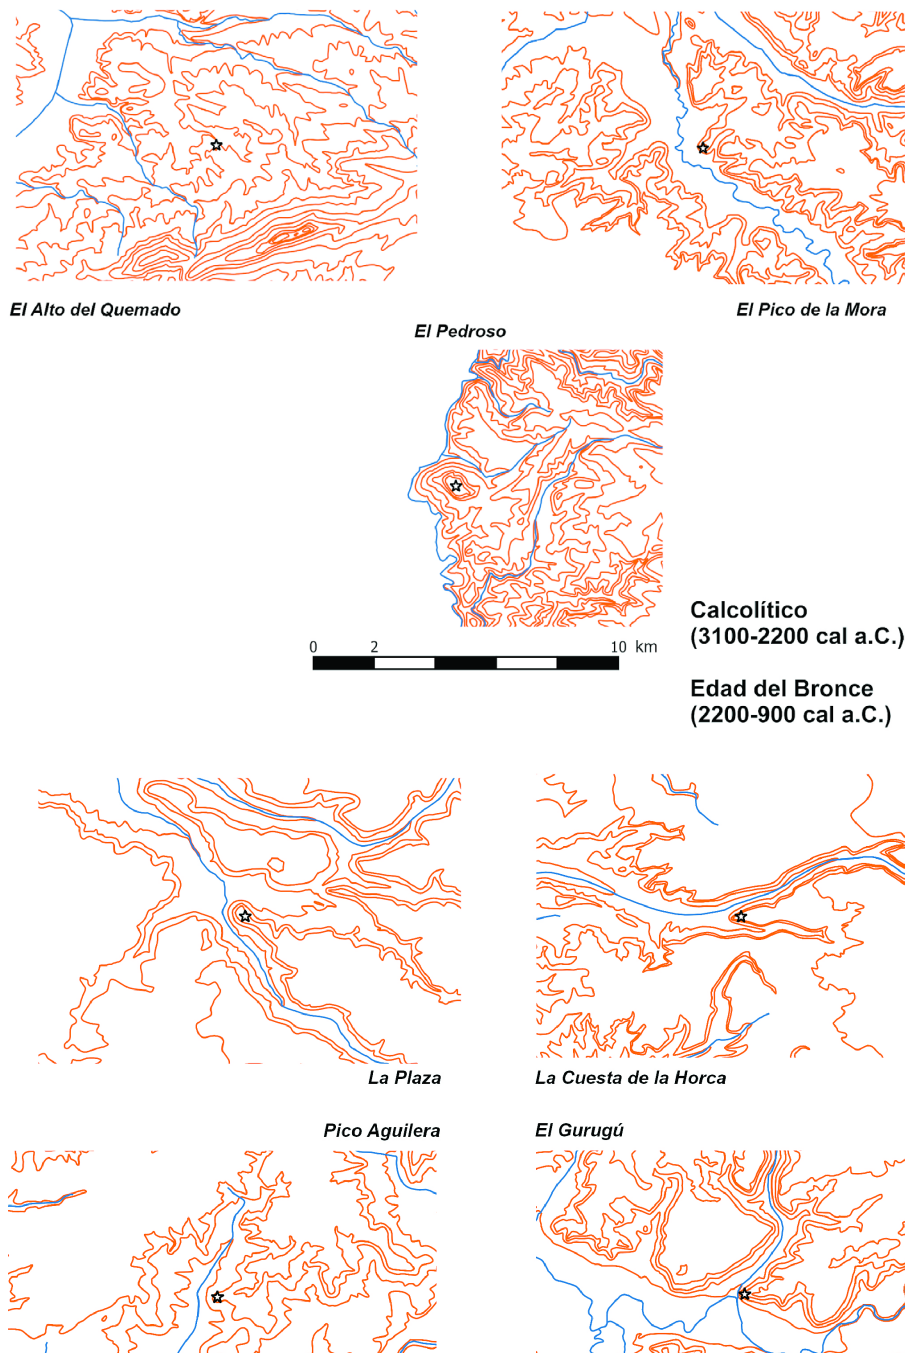 El Alto del Quemado
El Pico de la Mora
El Pedroso
0 2 10 km
Calcolítico
(3100-2200 cal a.C.)
Edad del Bronce
(2200-900 cal a.C.)
La Plaza
La Cuesta de la Horca
Pico Aguilera
El Gurugú